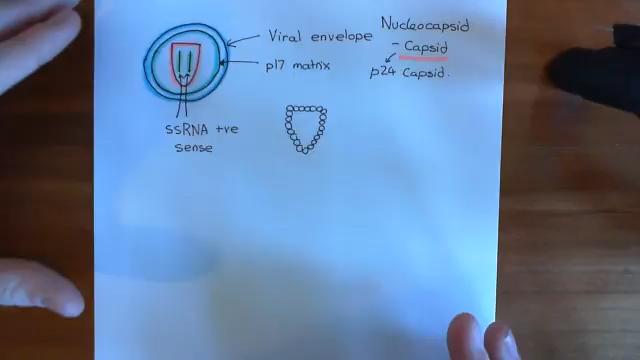 Viral envelope
p17 matrix
ssRNA +ve
sense
Nucleocapsid
- Capsid
p24 Capsid.